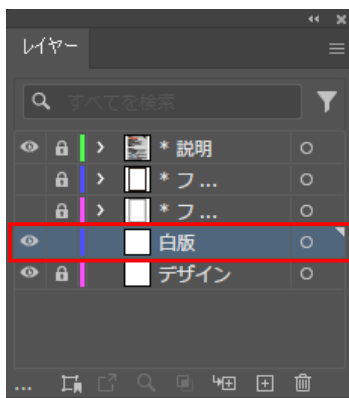 レイヤー
すべてを検索
* 説明
* フ...
* フ...
白版
デザイン